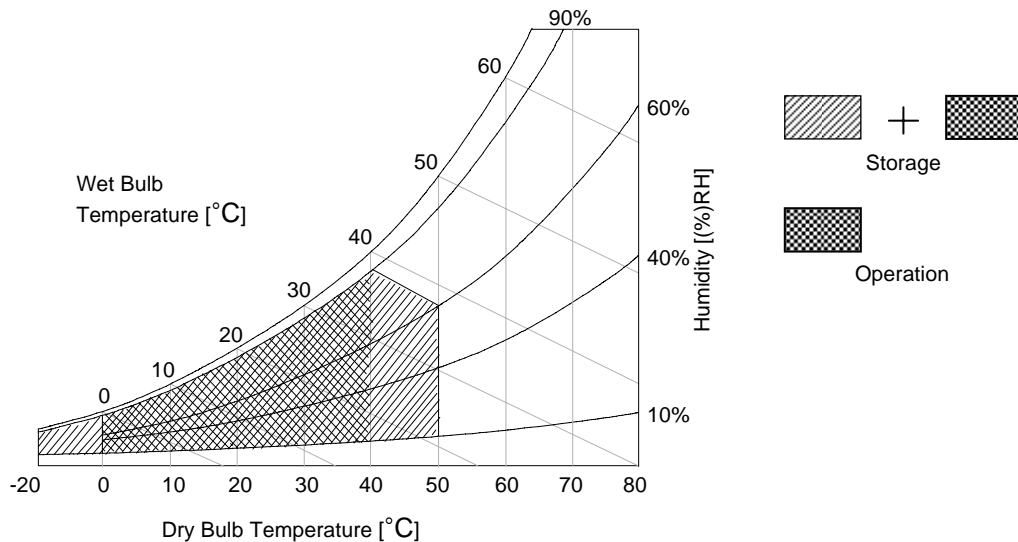 90%
60
60%
50
Wet Bulb
Temperature [°C]
40
40%
30
20
10
0
10%
Humidity [(%)RH]
-20 0 10 20 30 40 50 60 70 80
Dry Bulb Temperature [°C]
+
Storage
Operation